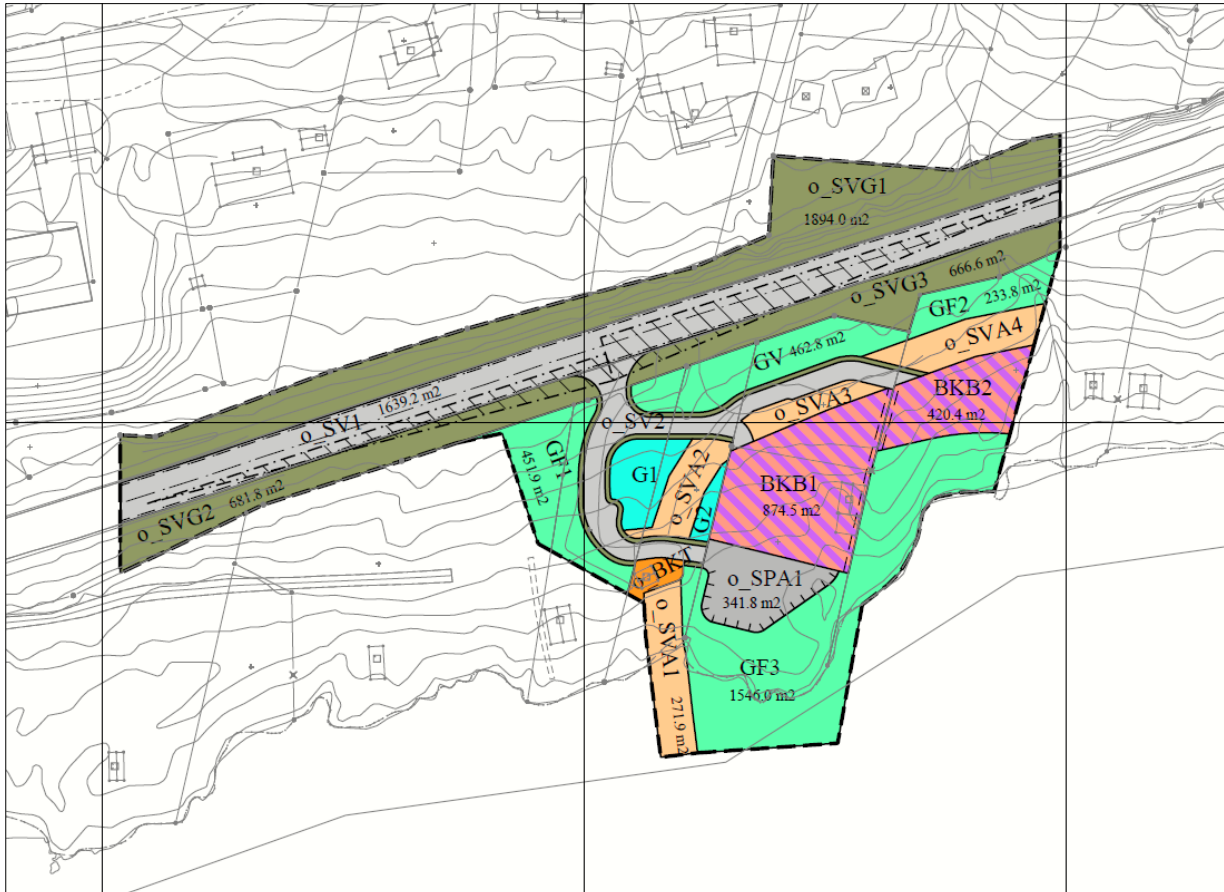 o_SVG1
1894.0 m2
o_SVG3
666.6 m2
GF2
233.8 m2
o_SVA4
GV
462.8 m2
BKB2
420.4 m2
o_SVA3
o_SV1
1639.2 m2
o_SV2
GF1
451.9 m2
G1
o_SVA2
G2
BKB1
874.5 m2
o_SVG2
681.8 m2
o_BKT
o_SPA1
341.8 m2
o_SVA1
271.9 m2
GF3
1546.0 m2